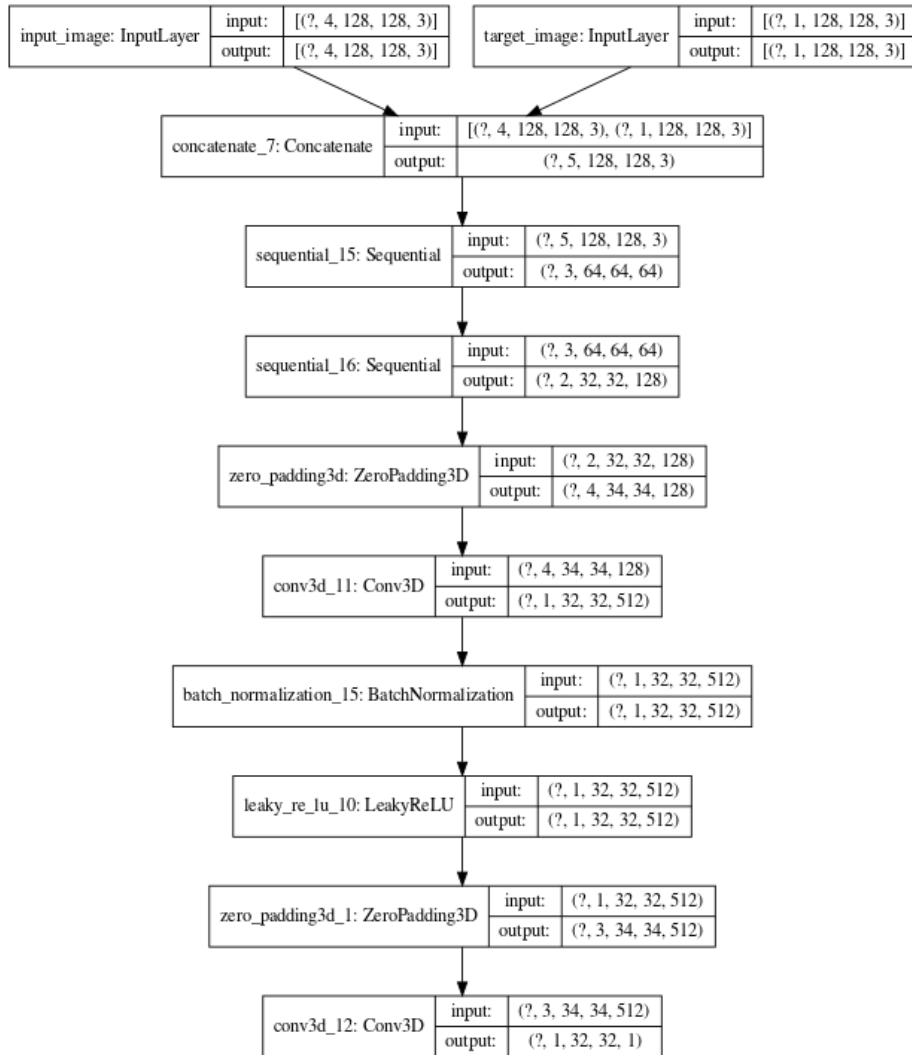 input_image: InputLayer
input: [(?, 4, 128, 128, 3)]
output: [(?, 4, 128, 128, 3)]
target_image: InputLayer
input: [(?, 1, 128, 128, 3)]
output: [(?, 1, 128, 128, 3)]
concatenate_7: Concatenate
input: [(?, 4, 128, 128, 3), (?, 1, 128, 128, 3)]
output: (?, 5, 128, 128, 3)
sequential_15: Sequential
input: (?, 5, 128, 128, 3)
output: (?, 3, 64, 64, 64)
sequential_16: Sequential
input: (?, 3, 64, 64, 64)
output: (?, 2, 32, 32, 128)
zero_padding3d: ZeroPadding3D
input: (?, 2, 32, 32, 128)
output: (?, 4, 34, 34, 128)
conv3d_11: Conv3D
input: (?, 4, 34, 34, 128)
output: (?, 1, 32, 32, 512)
batch_normalization_15: BatchNormalization
input: (?, 1, 32, 32, 512)
output: (?, 1, 32, 32, 512)
leaky_re_lu_10: LeakyReLU
input: (?, 1, 32, 32, 512)
output: (?, 1, 32, 32, 512)
zero_padding3d_1: ZeroPadding3D
input: (?, 1, 32, 32, 512)
output: (?, 3, 34, 34, 512)
conv3d_12: Conv3D
input: (?, 3, 34, 34, 512)
output: (?, 1, 32, 32, 1)